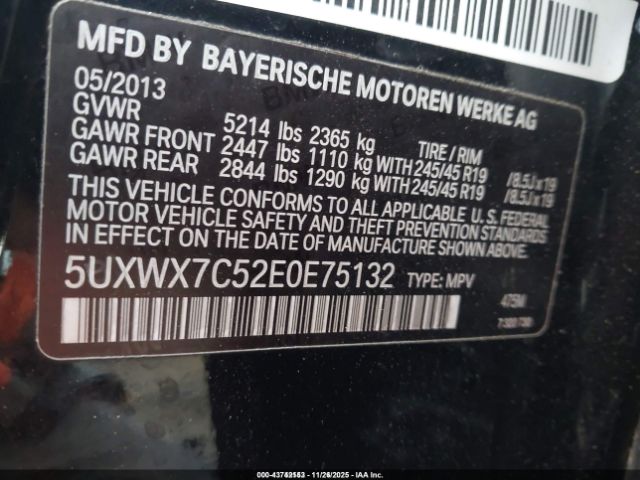 MFD BY BAYERISCHE MOTOREN WERKE AG
05/2013
GVWR 5214 lbs 2365 kg TIRE / RIM
GAWR FRONT 2447 lbs 1110 kg WITH 245/45 R19 / 8.5Jx19
GAWR REAR 2844 lbs 1290 kg WITH 245/45 R19 / 8.5Jx19
THIS VEHICLE CONFORMS TO ALL APPLICABLE U. S. FEDERAL
MOTOR VEHICLE SAFETY AND THEFT PREVENTION STANDARDS
IN EFFECT ON THE DATE OF MANUFACTURE SHOWN ABOVE.
5UXWX7C52E0E75132 TYPE: MPV
11/26/2025 IAA Inc.